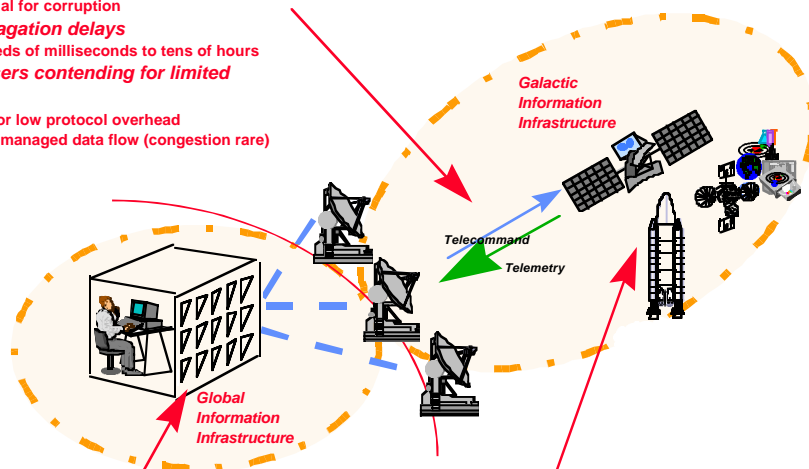 al for corruption
agation delays
eds of milliseconds to tens of hours
ers contending for limited
or low protocol overhead
managed data flow (congestion rare)
Galactic
Information
Infrastructure
Telecommand
Telemetry
Global
Information
Infrastructure